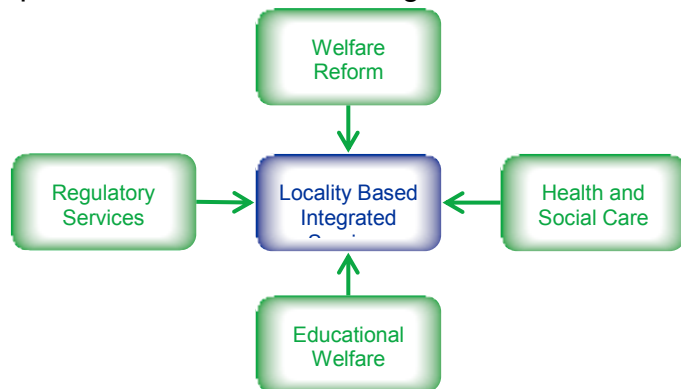 Welfare
Reform
Regulatory
Services
Locality Based
Integrated
Health and
Social Care
Educational
Welfare